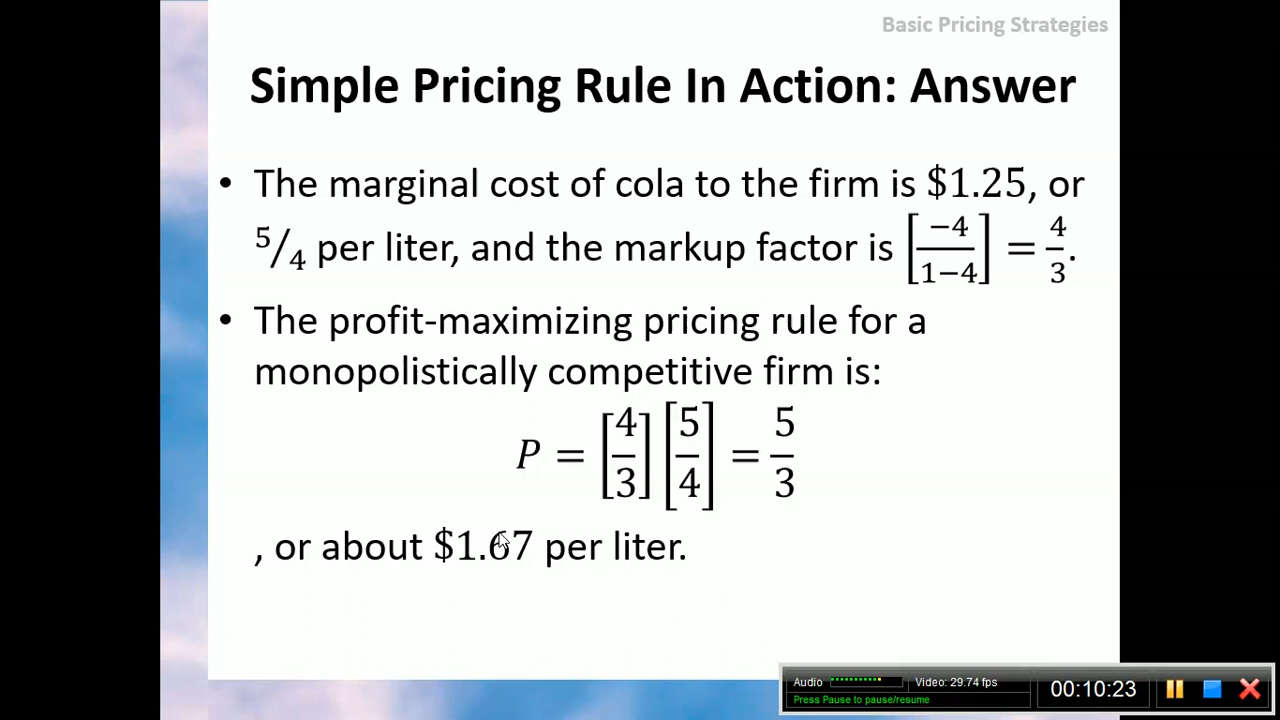 Basic Pricing Strategies
Simple Pricing Rule In Action: Answer
• The marginal cost of cola to the firm is $1.25, or
5/4 per liter, and the markup factor is [−4/(1−4)] = 4/3.
• The profit-maximizing pricing rule for a
monopolistically competitive firm is:
P = [4/3] [5/4] = 5/3
, or about $1.67 per liter.
Audio Video: 29.74 fps 00:10:23
Press Pause to pause/resume